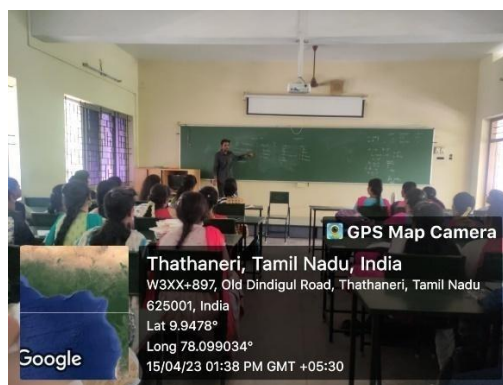 GPS Map Camera
Thathaneri, Tamil Nadu, India
W3XX+897, Old Dindigul Road, Thathaneri, Tamil Nadu
625001, India
Lat 9.9478°
Long 78.099034°
15/04/23 01:38 PM GMT +05:30
Google